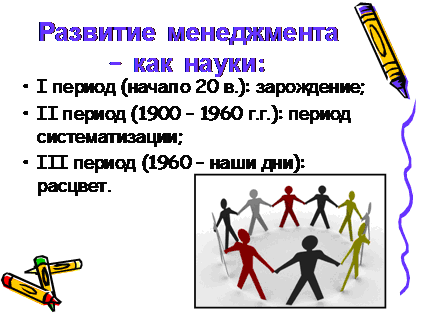 Развитие менеджмента
– как науки:
• I период (начало 20 в.): зарождение;
• II период (1900 – 1960 г.г.): период
систематизации;
• III период (1960 – наши дни):
расцвет.